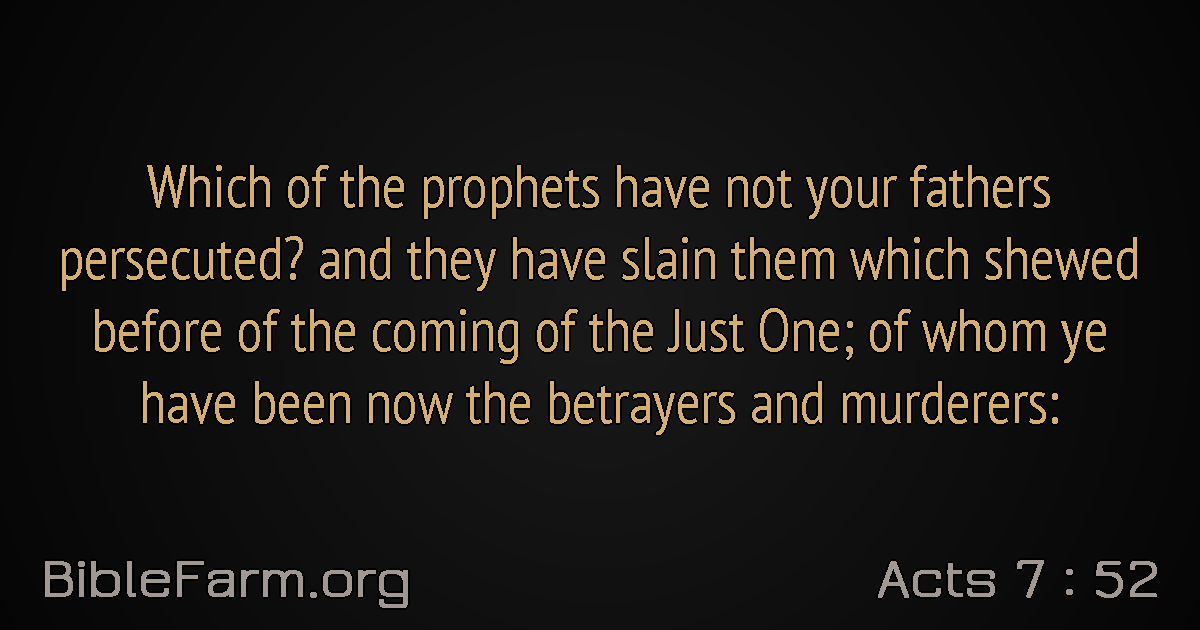 Which of the prophets have not your fathers
persecuted? and they have slain them which shewed
before of the coming of the Just One; of whom ye
have been now the betrayers and murderers:
BibleFarm.org
Acts 7 : 52